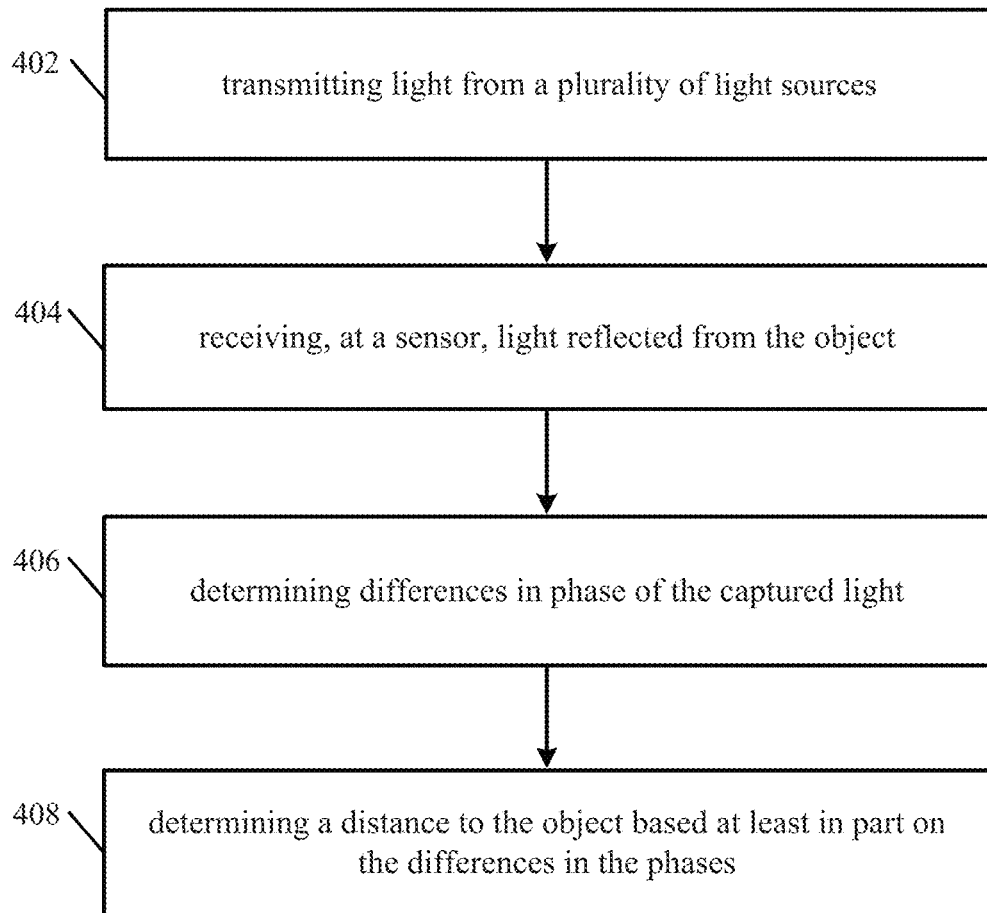 402
transmitting light from a plurality of light sources
404
receiving, at a sensor, light reflected from the object
406
determining differences in phase of the captured light
408
determining a distance to the object based at least in part on
the differences in the phases